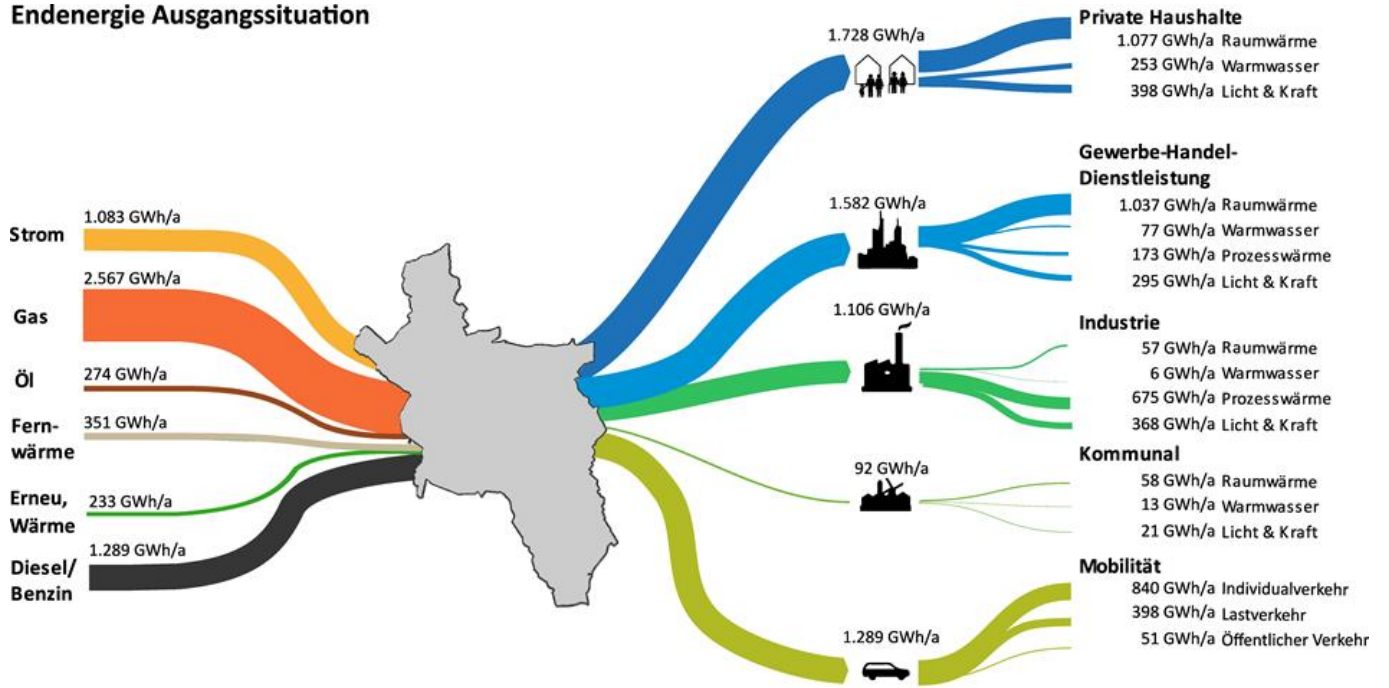 Endenergie Ausgangssituation
1.083 GWh/a
Strom
2.567 GWh/a
Gas
274 GWh/a
Öl
351 GWh/a
Fern-
wärme
233 GWh/a
Erneu,
Wärme
1.289 GWh/a
Diesel/
Benzin
1.728 GWh/a
Private Haushalte
1.077 GWh/a Raumwärme
253 GWh/a Warmwasser
398 GWh/a Licht & Kraft
1.582 GWh/a
Gewerbe-Handel-
Dienstleistung
1.037 GWh/a Raumwärme
77 GWh/a Warmwasser
173 GWh/a Prozesswärme
295 GWh/a Licht & Kraft
1.106 GWh/a
Industrie
57 GWh/a Raumwärme
6 GWh/a Warmwasser
675 GWh/a Prozesswärme
368 GWh/a Licht & Kraft
92 GWh/a
Kommunal
58 GWh/a Raumwärme
13 GWh/a Warmwasser
21 GWh/a Licht & Kraft
1.289 GWh/a
Mobilität
840 GWh/a Individualverkehr
398 GWh/a Lastverkehr
51 GWh/a Öffentlicher Verkehr